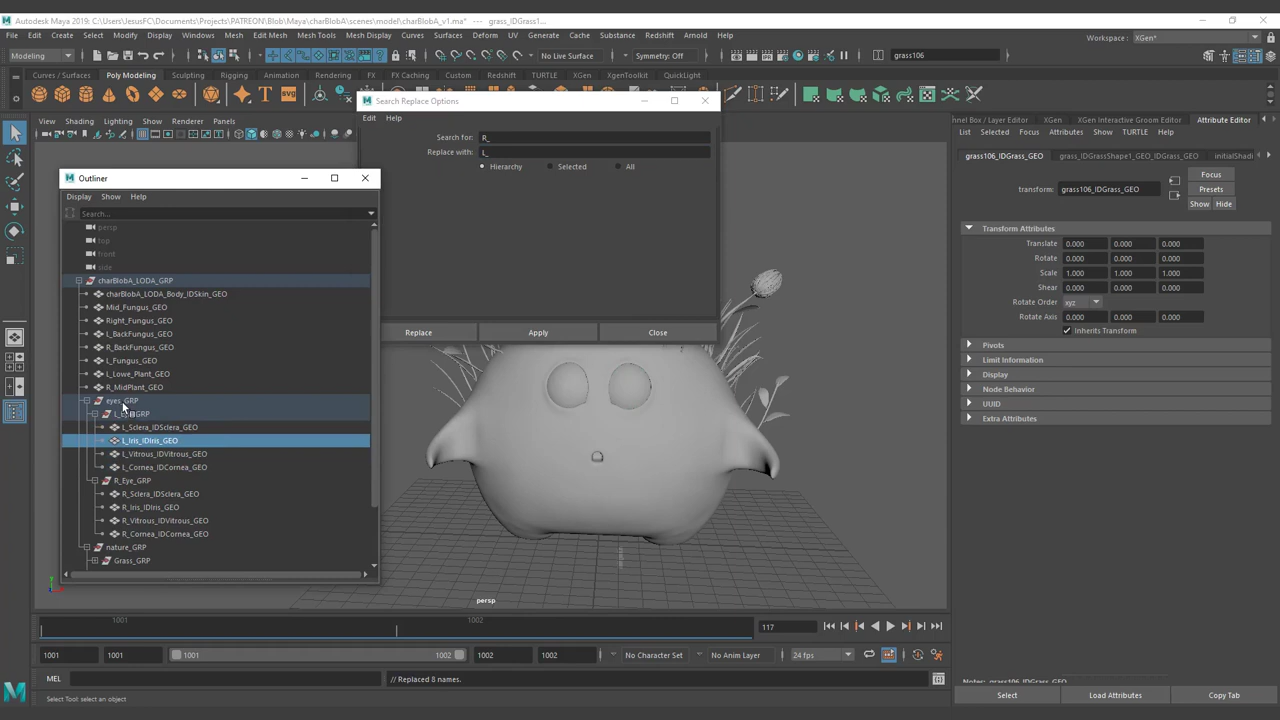 Autodesk Maya 2019: C:\Users\JesusFC\Documents\Projects\PATREON\Blob\Maya\charBlobA\scenes\model\charBlobA_v1.ma* --- grass_IDGrass1...
File Edit Create Select Modify Display Windows Mesh Edit Mesh Mesh Tools Mesh Display Curves Surfaces Deform UV Generate Cache Substance Redshift Arnold Help
Workspace : XGen*
Modeling
No Live Surface
Symmetry: Off
grass106
Curves / Surfaces Poly Modeling Sculpting Rigging Animation Rendering FX FX Caching Custom Redshift TURTLE XGen XgenToolkit QuickLight
Search Replace Options
Edit Help
Search for: R_
Replace with: L_
Hierarchy Selected All
Replace Apply Close
View Shading Lighting Show Renderer Panels
Outliner
Display Show Help
Search...
persp
top
front
side
charBlobA_LODA_GRP
charBlobA_LODA_Body_IDSkin_GEO
Mid_Fungus_GEO
Right_Fungus_GEO
L_BackFungus_GEO
R_BackFungus_GEO
L_Fungus_GEO
L_Lowe_Plant_GEO
R_MidPlant_GEO
eyes_GRP
L_Sclera_IDSclera_GEO
L_Iris_IDIris_GEO
L_Vitrous_IDVitrous_GEO
L_Cornea_IDCornea_GEO
R_Eye_GRP
R_Sclera_IDSclera_GEO
R_Iris_IDIris_GEO
R_Vitrous_IDVitrous_GEO
R_Cornea_IDCornea_GEO
nature_GRP
Grass_GRP
persp
nnel Box / Layer Editor XGen XGen Interactive Groom Editor Attribute Editor
List Selected Focus Attributes Show TURTLE Help
grass106_IDGrass_GEO grass_IDGrassShape1_GEO_IDGrass_GEO initialShadi
transform: grass106_IDGrass_GEO
Focus
Presets
Show Hide
Transform Attributes
Translate 0.000 0.000 0.000
Rotate 0.000 0.000 0.000
Scale 1.000 1.000 1.000
Shear 0.000 0.000 0.000
Rotate Order xyz
Rotate Axis 0.000 0.000 0.000
Inherits Transform
Pivots
Limit Information
Display
Node Behavior
UUID
Extra Attributes
Select Load Attributes Copy Tab
1001 1002
117
1001 1001 1001 1002 1002 1002 No Character Set No Anim Layer 24 fps
MEL // Replaced 8 names.
Select Tool: select an object